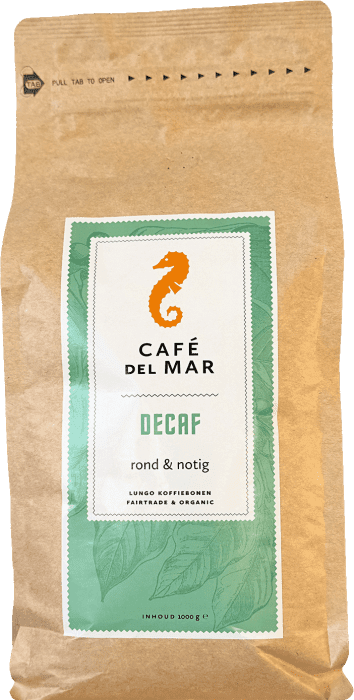 TAB
PULL TAB TO OPEN
CAFÉ
DEL MAR
DECAF
rond & notig
LUNGO KOFFIEBONEN
FAIRTRADE & ORGANIC
INHOUD 1000 g ℮